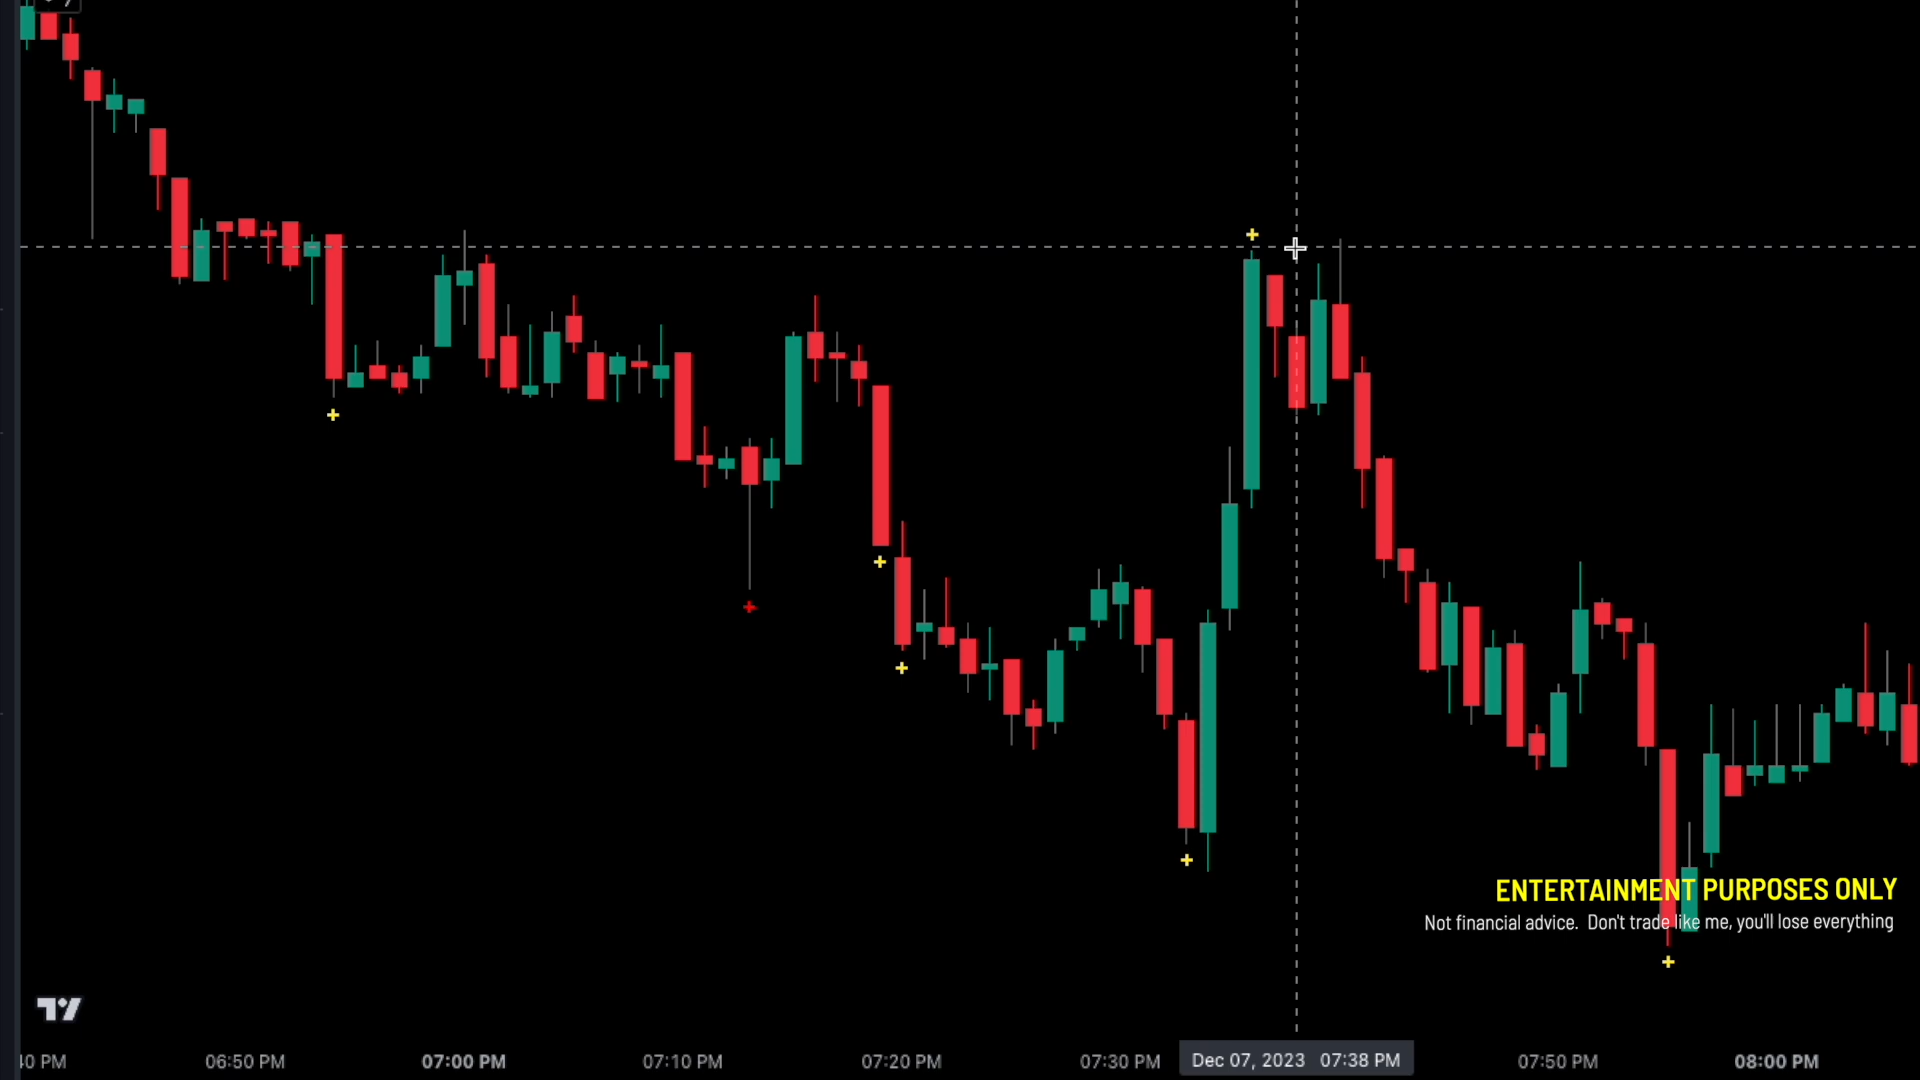 ENTERTAINMENT PURPOSES ONLY
Not financial advice. Don't trade like me, you'll lose everything
40 PM 06:50 PM 07:00 PM 07:10 PM 07:20 PM 07:30 PM Dec 07, 2023 07:38 PM 07:50 PM 08:00 PM